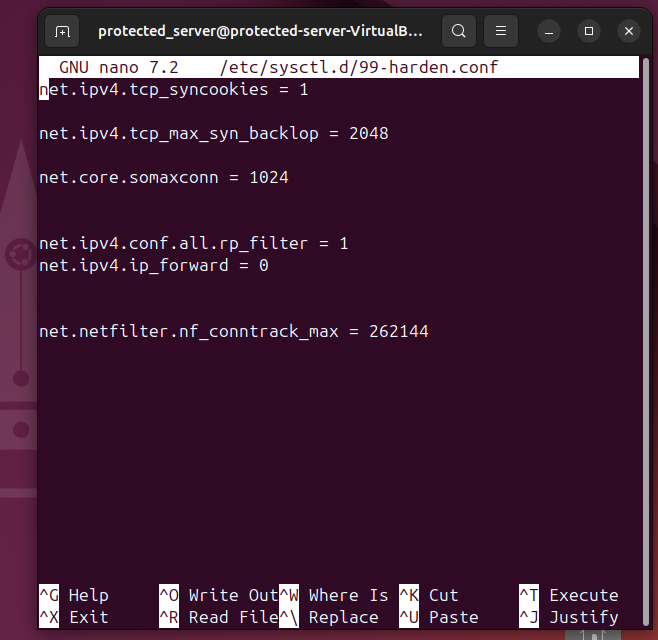 protected_server@protected-server-VirtualB...
GNU nano 7.2 /etc/sysctl.d/99-harden.conf
net.ipv4.tcp_syncookies = 1
net.ipv4.tcp_max_syn_backlop = 2048
net.core.somaxconn = 1024
net.ipv4.conf.all.rp_filter = 1
net.ipv4.ip_forward = 0
net.netfilter.nf_conntrack_max = 262144
^G Help ^O Write Out ^W Where Is ^K Cut ^T Execute
^X Exit ^R Read File ^\ Replace ^U Paste ^J Justify